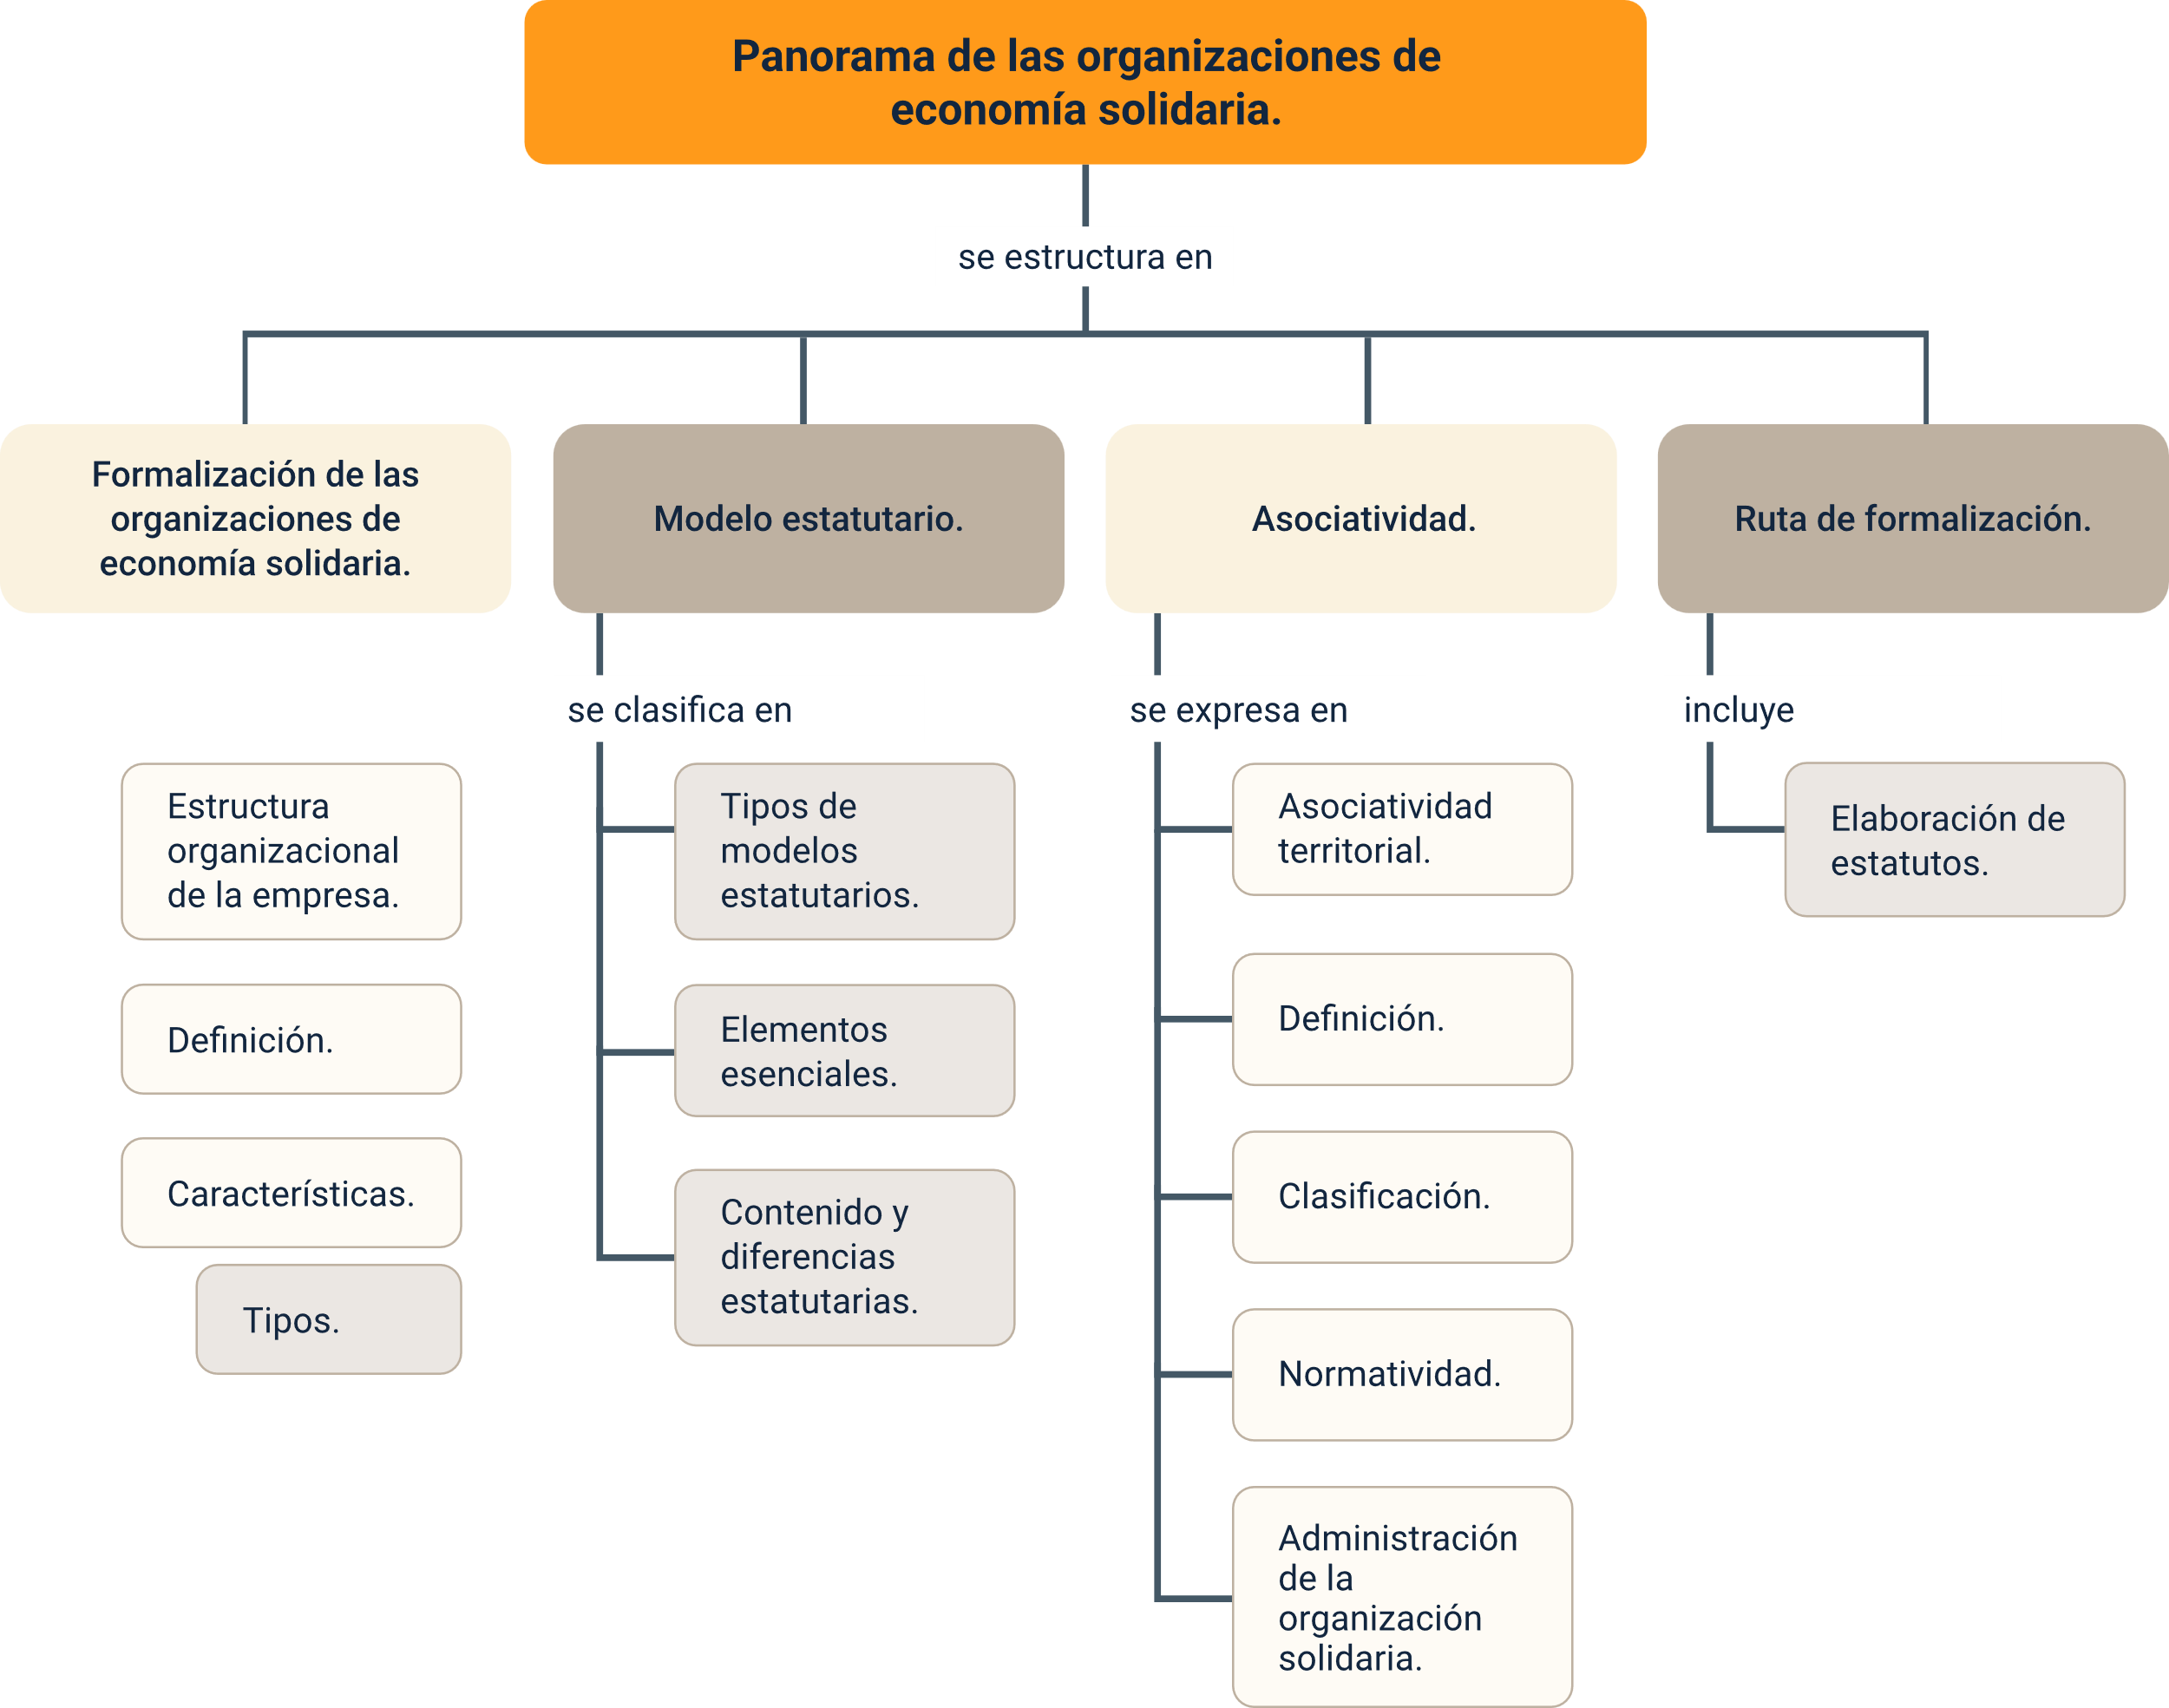 Panorama de las organizaciones de
economía solidaria.
se estructura en
Formalización de las
organizaciones de
economía solidaria.
Estructura
organizacional
de la empresa.
Definición.
Características.
Tipos.
Modelo estatutario.
se clasifica en
Tipos de
modelos
estatutarios.
Elementos
esenciales.
Contenido y
diferencias
estatutarias.
Asociatividad.
se expresa en
Asociatividad
territorial.
Definición.
Clasificación.
Normatividad.
Administración
de la
organización
solidaria.
Ruta de formalización.
incluye
Elaboración de
estatutos.